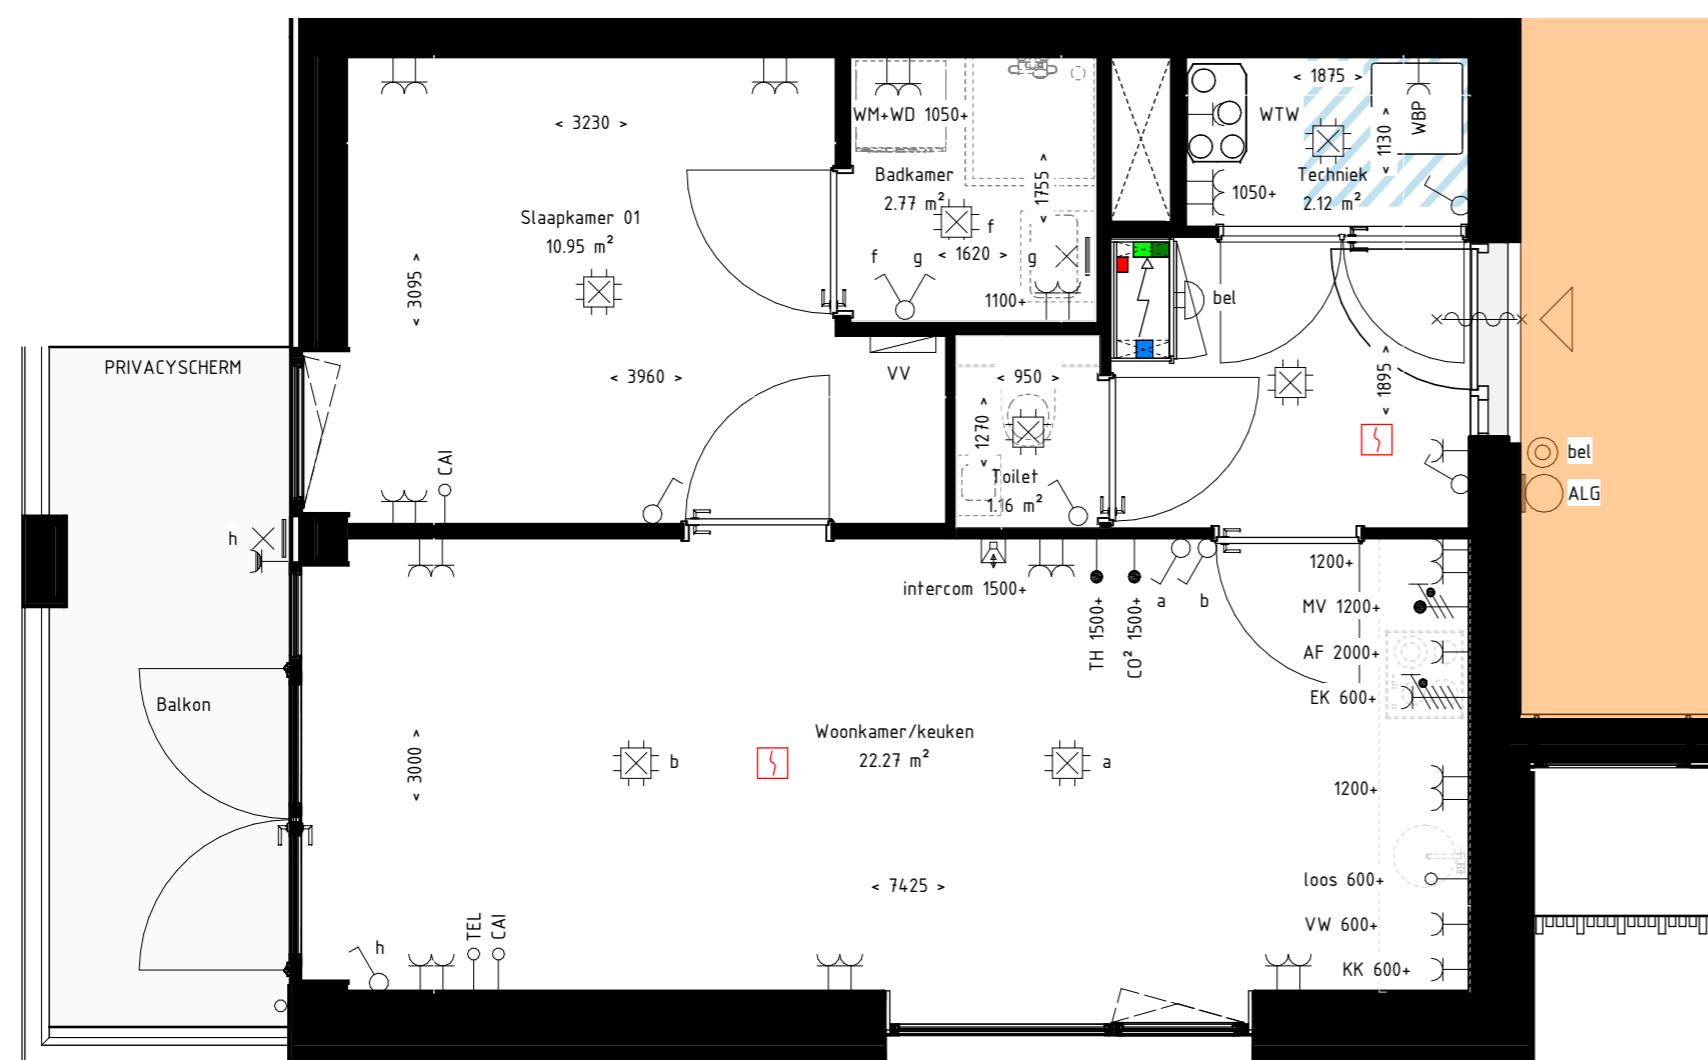 < 3230 >
Slaapkamer 01
10.95 m²
< 3095 >
< 3960 >
CAI
VV
WM+WD 1050+
Badkamer
2.77 m²
< 1755 >
f
f
g
< 1620 >
g
1100+
< 950 >
< 1270 >
Toilet
1.16 m²
< 1875 >
WTW
< 1130 >
WBP
Techniek
1050+
2.12 m²
bel
< 1895 >
bel
ALG
PRIVACYSCHERM
h
Balkon
intercom 1500+
TH 1500+
CO² 1500+
a
b
1200+
MV 1200+
AF 2000+
EK 600+
Woonkamer/keuken
22.27 m²
b
a
< 3000 >
1200+
< 7425 >
loos 600+
VW 600+
KK 600+
h
TEL
CAI